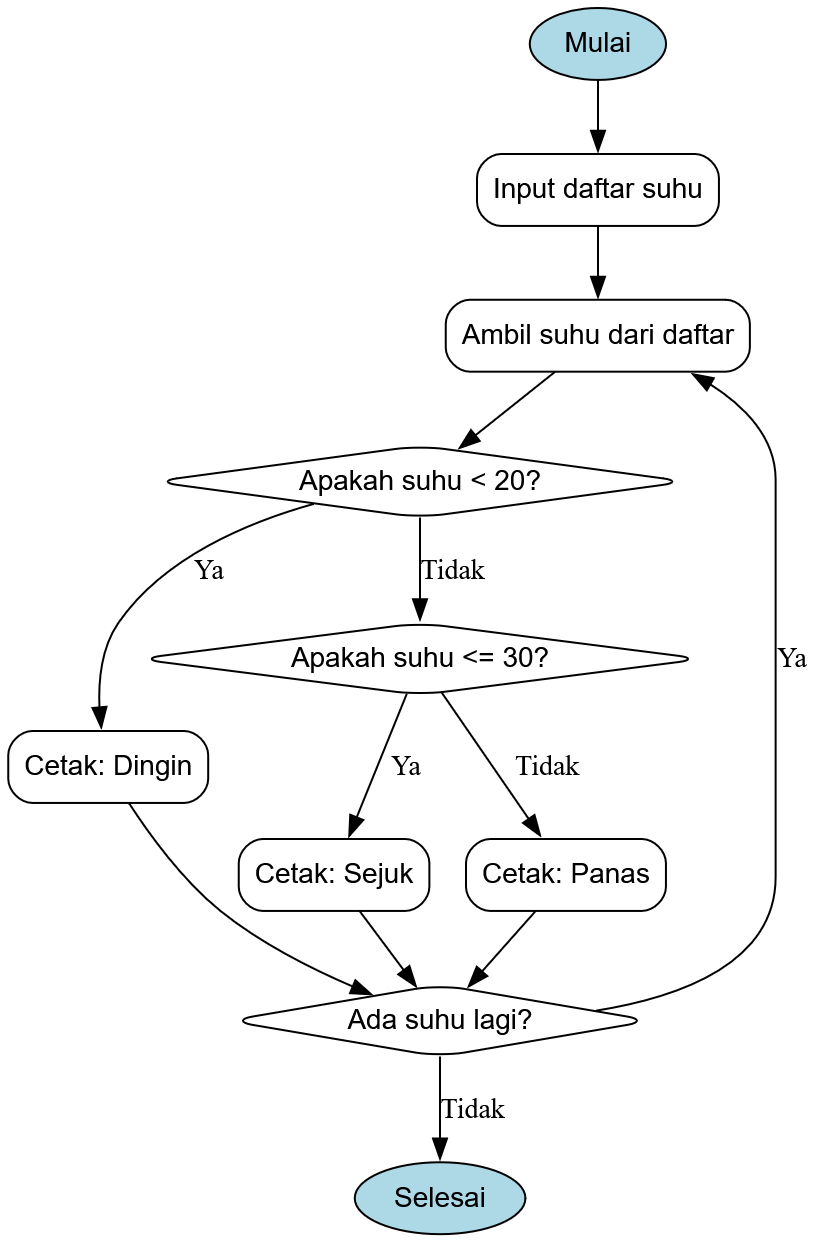 Mulai
Input daftar suhu
Ambil suhu dari daftar
Apakah suhu < 20?
Ya
Tidak
Apakah suhu <= 30?
Ya
Cetak: Dingin
Ya
Tidak
Cetak: Sejuk
Cetak: Panas
Ada suhu lagi?
Tidak
Selesai